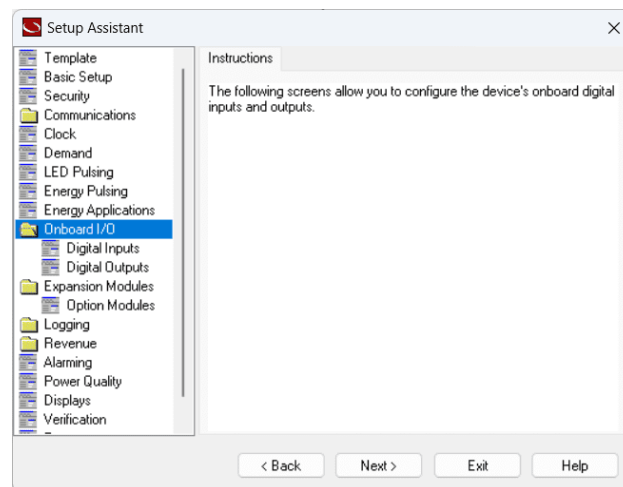 Setup Assistant
Template
Basic Setup
Security
Communications
Clock
Demand
LED Pulsing
Energy Pulsing
Energy Applications
Onboard I/O
Digital Inputs
Digital Outputs
Expansion Modules
Option Modules
Logging
Revenue
Alarming
Power Quality
Displays
Verification
Instructions
The following screens allow you to configure the device's onboard digital
inputs and outputs.
< Back
Next >
Exit
Help